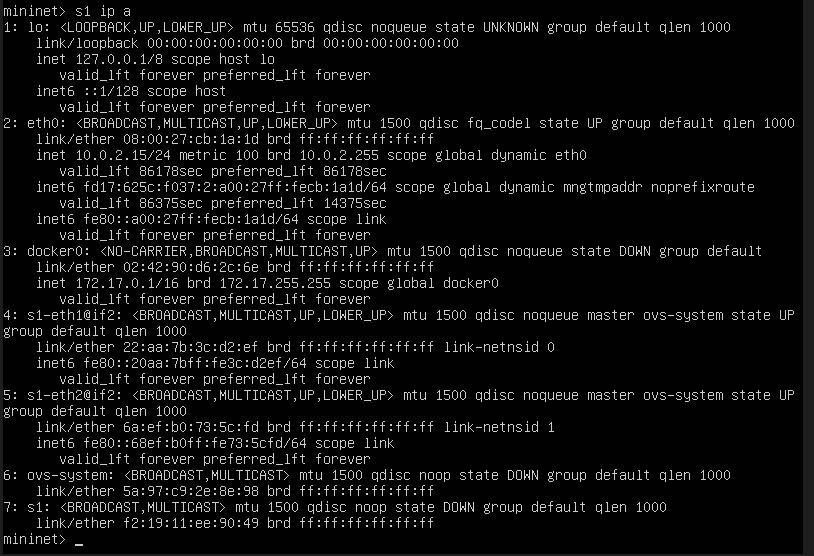 mininet> s1 ip a
1: lo: <LOOPBACK,UP,LOWER_UP> mtu 65536 qdisc noqueue state UNKNOWN group default qlen 1000
    link/loopback 00:00:00:00:00:00 brd 00:00:00:00:00:00
    inet 127.0.0.1/8 scope host lo
       valid_lft forever preferred_lft forever
    inet6 ::1/128 scope host
       valid_lft forever preferred_lft forever
2: eth0: <BROADCAST,MULTICAST,UP,LOWER_UP> mtu 1500 qdisc fq_codel state UP group default qlen 1000
    link/ether 08:00:27:cb:1a:1d brd ff:ff:ff:ff:ff:ff
    inet 10.0.2.15/24 metric 100 brd 10.0.2.255 scope global dynamic eth0
       valid_lft 86178sec preferred_lft 86178sec
    inet6 fd17:625c:f037:2:a00:27ff:fecb:1a1d/64 scope global dynamic mngtmpaddr noprefixroute
       valid_lft 86375sec preferred_lft 14375sec
    inet6 fe80::a00:27ff:fecb:1a1d/64 scope link
       valid_lft forever preferred_lft forever
3: docker0: <NO-CARRIER,BROADCAST,MULTICAST,UP> mtu 1500 qdisc noqueue state DOWN group default
    link/ether 02:42:90:d6:2c:6e brd ff:ff:ff:ff:ff:ff
    inet 172.17.0.1/16 brd 172.17.255.255 scope global docker0
       valid_lft forever preferred_lft forever
4: s1-eth1@if2: <BROADCAST,MULTICAST,UP,LOWER_UP> mtu 1500 qdisc noqueue master ovs-system state UP
group default qlen 1000
    link/ether 22:aa:7b:3c:d2:ef brd ff:ff:ff:ff:ff:ff link-netnsid 0
    inet6 fe80::20aa:7bff:fe3c:d2ef/64 scope link
       valid_lft forever preferred_lft forever
5: s1-eth2@if2: <BROADCAST,MULTICAST,UP,LOWER_UP> mtu 1500 qdisc noqueue master ovs-system state UP
group default qlen 1000
    link/ether 6a:ef:b0:73:5c:fd brd ff:ff:ff:ff:ff:ff link-netnsid 1
    inet6 fe80::68ef:b0ff:fe73:5cfd/64 scope link
       valid_lft forever preferred_lft forever
6: ovs-system: <BROADCAST,MULTICAST> mtu 1500 qdisc noop state DOWN group default qlen 1000
    link/ether 5a:97:c9:2e:8e:98 brd ff:ff:ff:ff:ff:ff
7: s1: <BROADCAST,MULTICAST> mtu 1500 qdisc noop state DOWN group default qlen 1000
    link/ether f2:19:11:ee:90:49 brd ff:ff:ff:ff:ff:ff
mininet> _